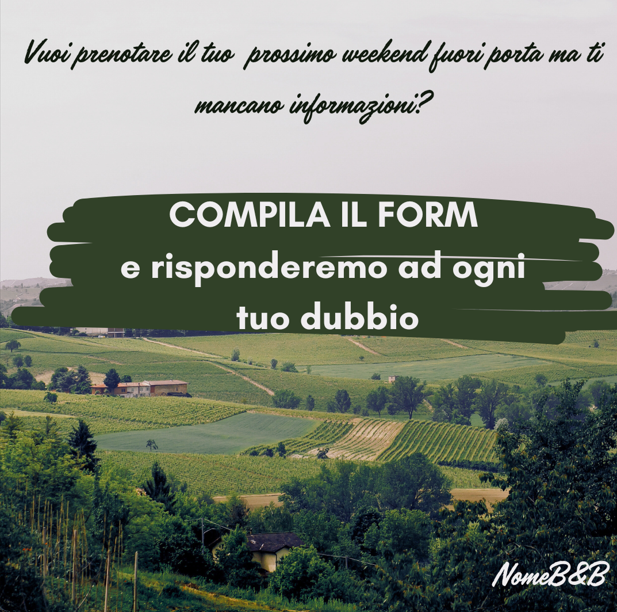 Vuoi prenotare il tuo prossimo weekend fuori porta ma ti
mancano informazioni?
COMPILA IL FORM
e risponderemo ad ogni
tuo dubbio
NomeB&B